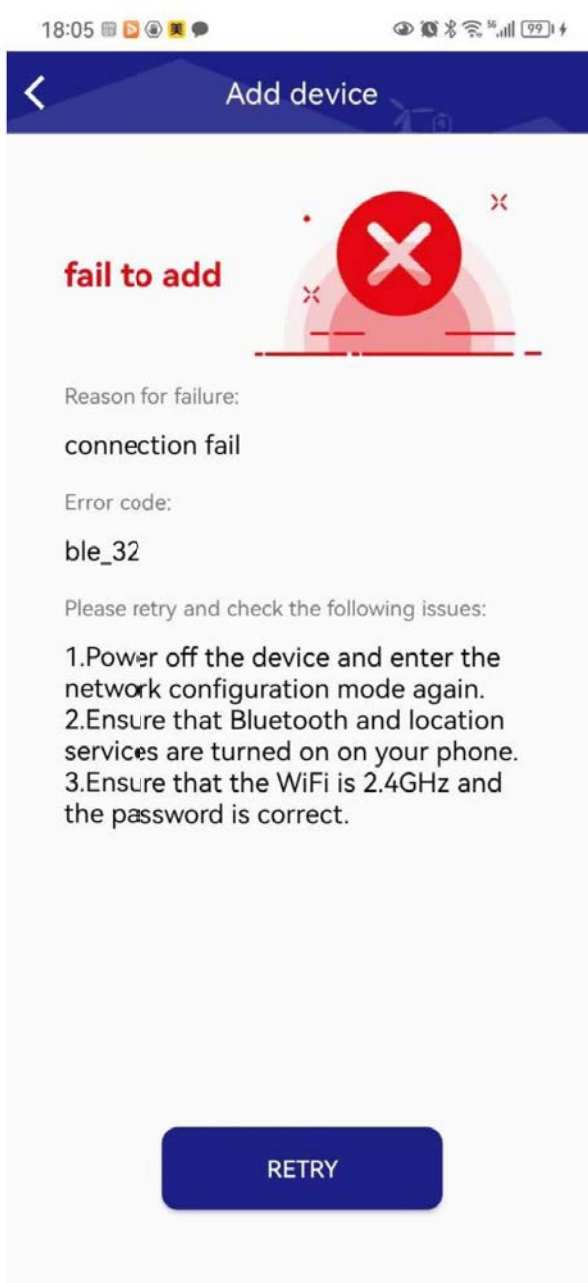 18:05 美 5G 99
Add device
fail to add
Reason for failure:
connection fail
Error code:
ble_32
Please retry and check the following issues:
1.Power off the device and enter the
network configuration mode again.
2.Ensure that Bluetooth and location
services are turned on on your phone.
3.Ensure that the WiFi is 2.4GHz and
the password is correct.
RETRY